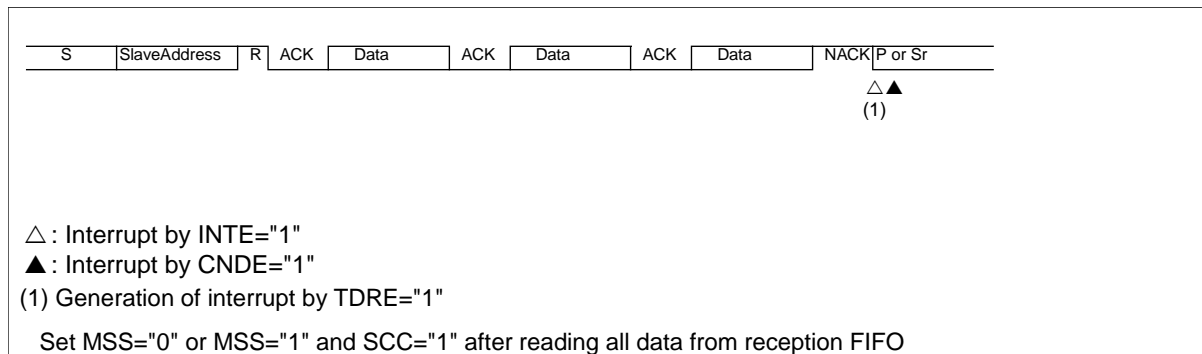 S SlaveAddress R ACK Data ACK Data ACK Data NACK P or Sr
△▲
(1)
△: Interrupt by INTE="1"
▲: Interrupt by CNDE="1"
(1) Generation of interrupt by TDRE="1"
Set MSS="0" or MSS="1" and SCC="1" after reading all data from reception FIFO